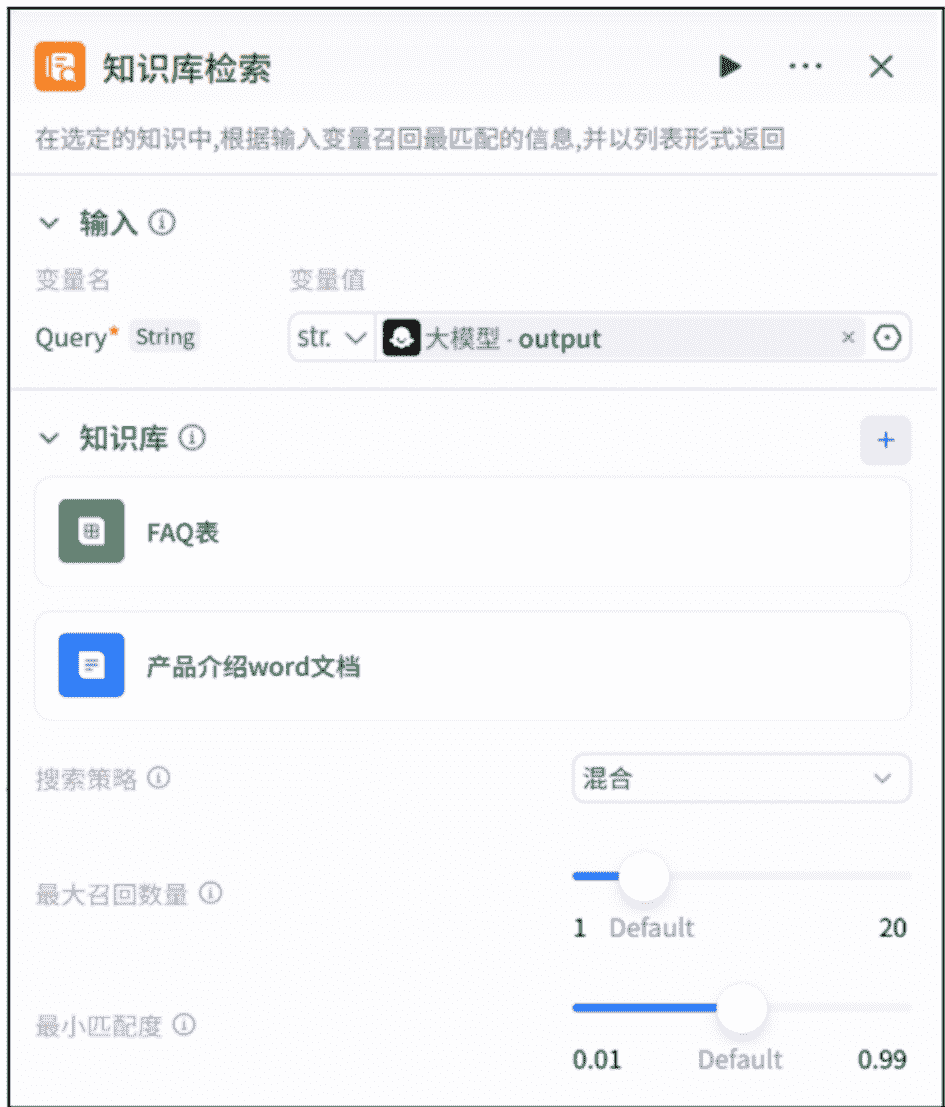 知识库检索
在选定的知识中,根据输入变量召回最匹配的信息,并以列表形式返回
输入
变量名 变量值
Query* String str. 大模型 - output
知识库
FAQ表
产品介绍word文档
搜索策略 混合
最大召回数量
1 Default 20
最小匹配度
0.01 Default 0.99